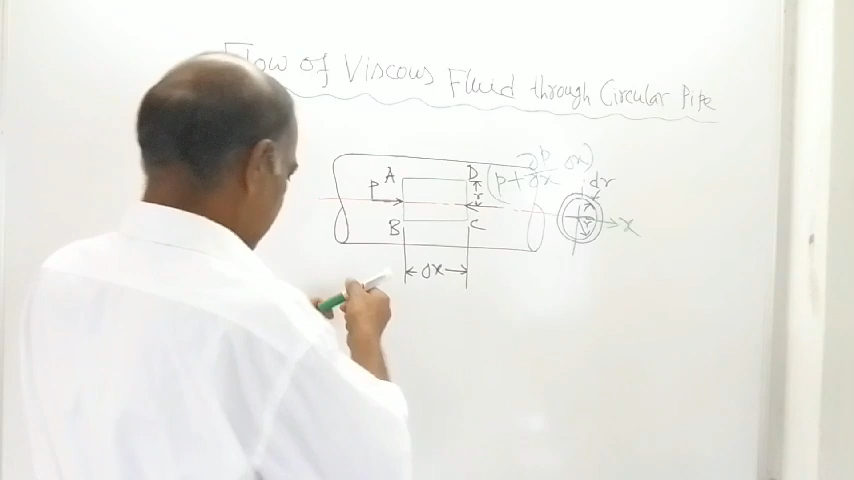 Flow of Viscous Fluid through Circular Pipe
A D (p + ∂p/∂x ∂x)
P r dr
B C r X
∂x